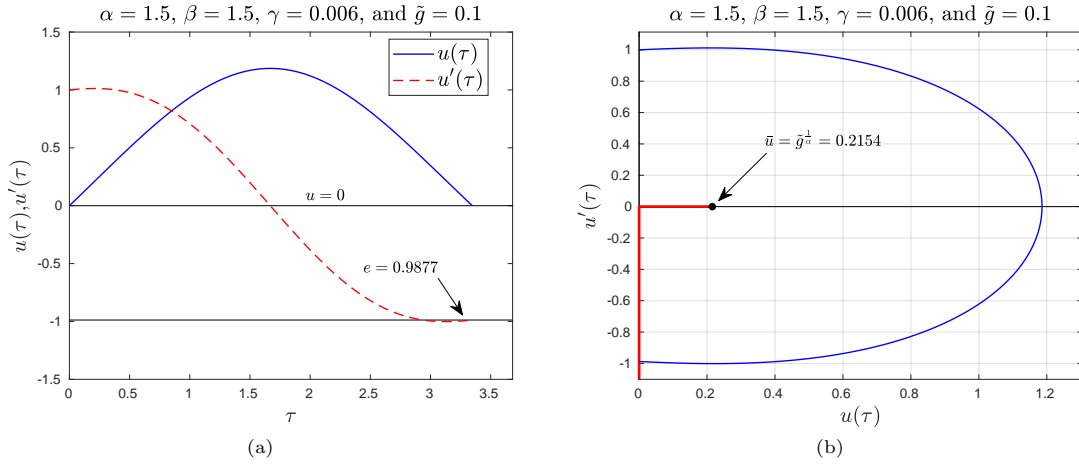 α = 1.5, β = 1.5, γ = 0.006, and g̃ = 0.1
1.5
1
0.5
0
-0.5
-1
-1.5
u(τ), u′(τ)
u(τ)
u′(τ)
u = 0
e = 0.9877
0 0.5 1 1.5 2 2.5 3 3.5
τ
(a)
α = 1.5, β = 1.5, γ = 0.006, and g̃ = 0.1
1
0.8
0.6
0.4
0.2
0
-0.2
-0.4
-0.6
-0.8
-1
u′(τ)
ū = g̃^{1/α} = 0.2154
0 0.2 0.4 0.6 0.8 1 1.2
u(τ)
(b)